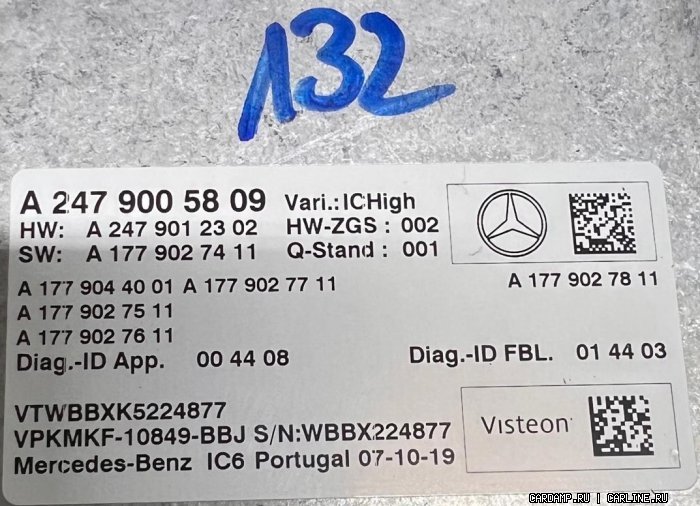 132
A 247 900 58 09 Vari.: ICHigh
HW: A 247 901 23 02 HW-ZGS : 002
SW: A 177 902 74 11 Q-Stand : 001
A 177 904 40 01 A 177 902 77 11 A 177 902 78 11
A 177 902 75 11
A 177 902 76 11
Diag.-ID App. 00 44 08 Diag.-ID FBL. 01 44 03
VTWBBXK5224877
VPKMKF-10849-BBJ S/N:WBBX224877
Mercedes-Benz IC6 Portugal 07-10-19
Visteon
CARDAMP.RU | CARLINE.RU